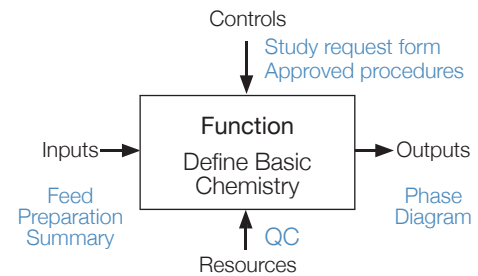 Controls
Study request form
Approved procedures
Function
Define Basic
Chemistry
Inputs
Outputs
Feed
Preparation
Summary
Phase
Diagram
QC
Resources